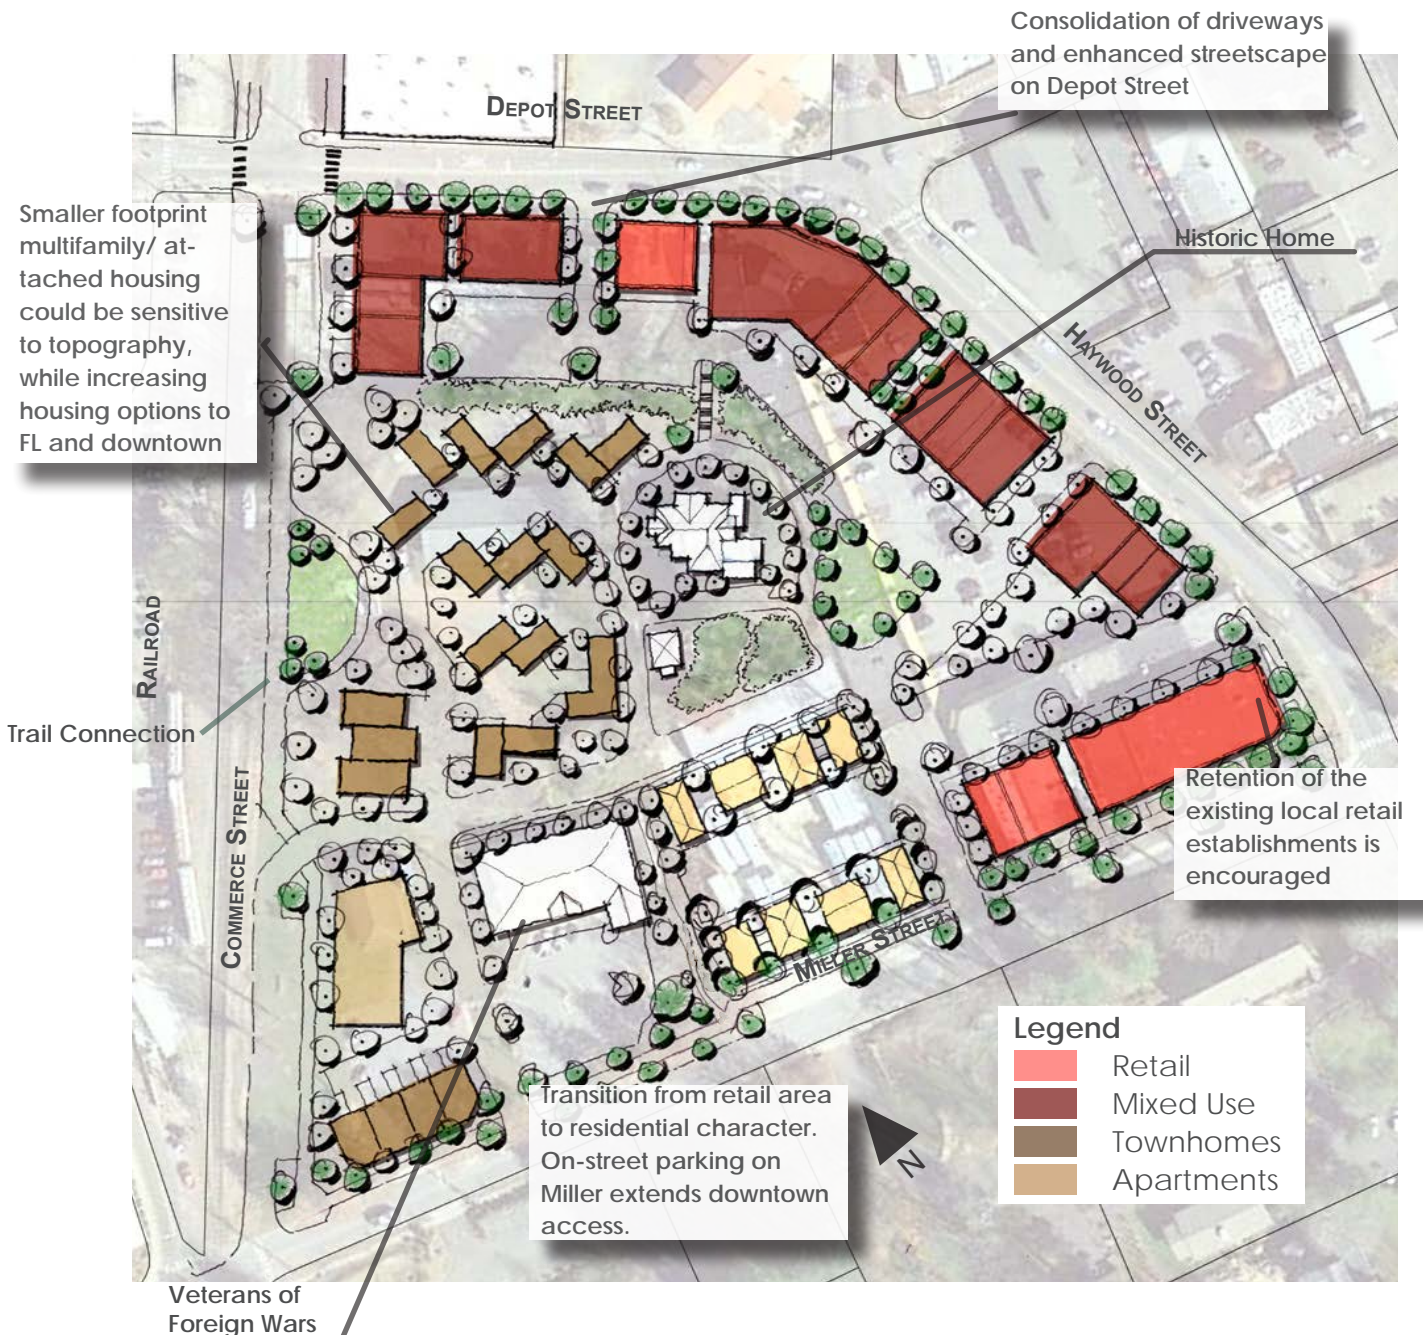 Consolidation of driveways
and enhanced streetscape
on Depot Street
DEPOT STREET
Smaller footprint
multifamily/ at-
tached housing
could be sensitive
to topography,
while increasing
housing options to
FL and downtown
Historic Home
HAYWOOD STREET
RAILROAD
Trail Connection
COMMERCE STREET
Retention of the
existing local retail
establishments is
encouraged
MILLER STREET
Legend
Retail
Mixed Use
Townhomes
Apartments
Transition from retail area
to residential character.
On-street parking on
Miller extends downtown
access.
N
Veterans of
Foreign Wars